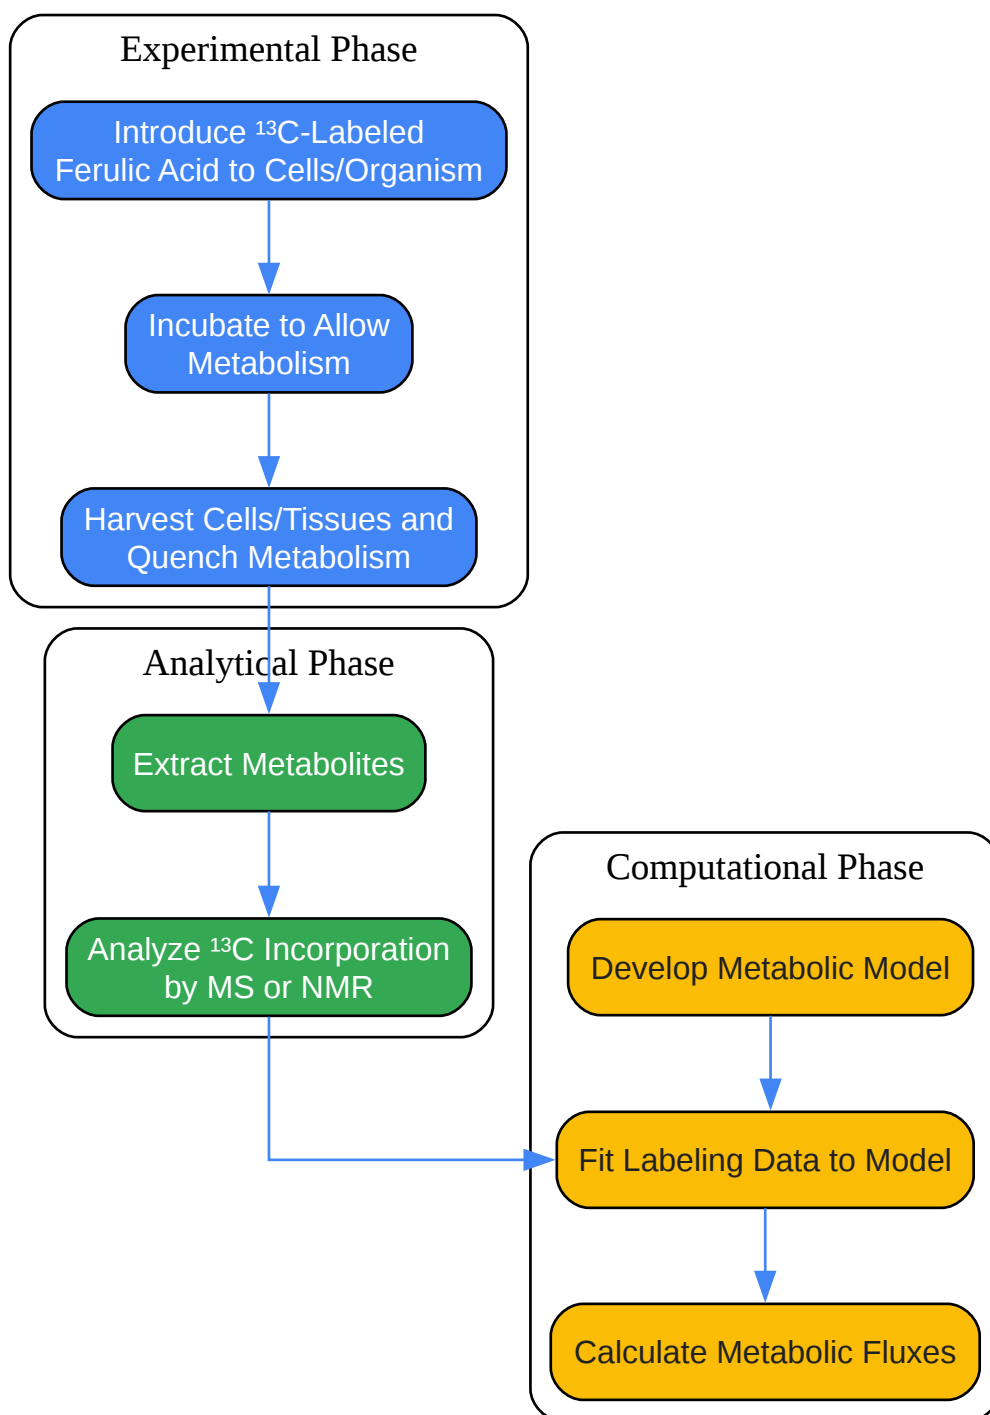 Experimental Phase
Introduce ¹³C-Labeled
Ferulic Acid to Cells/Organism
Incubate to Allow
Metabolism
Harvest Cells/Tissues and
Quench Metabolism
Analytical Phase
Extract Metabolites
Analyze ¹³C Incorporation
by MS or NMR
Computational Phase
Develop Metabolic Model
Fit Labeling Data to Model
Calculate Metabolic Fluxes